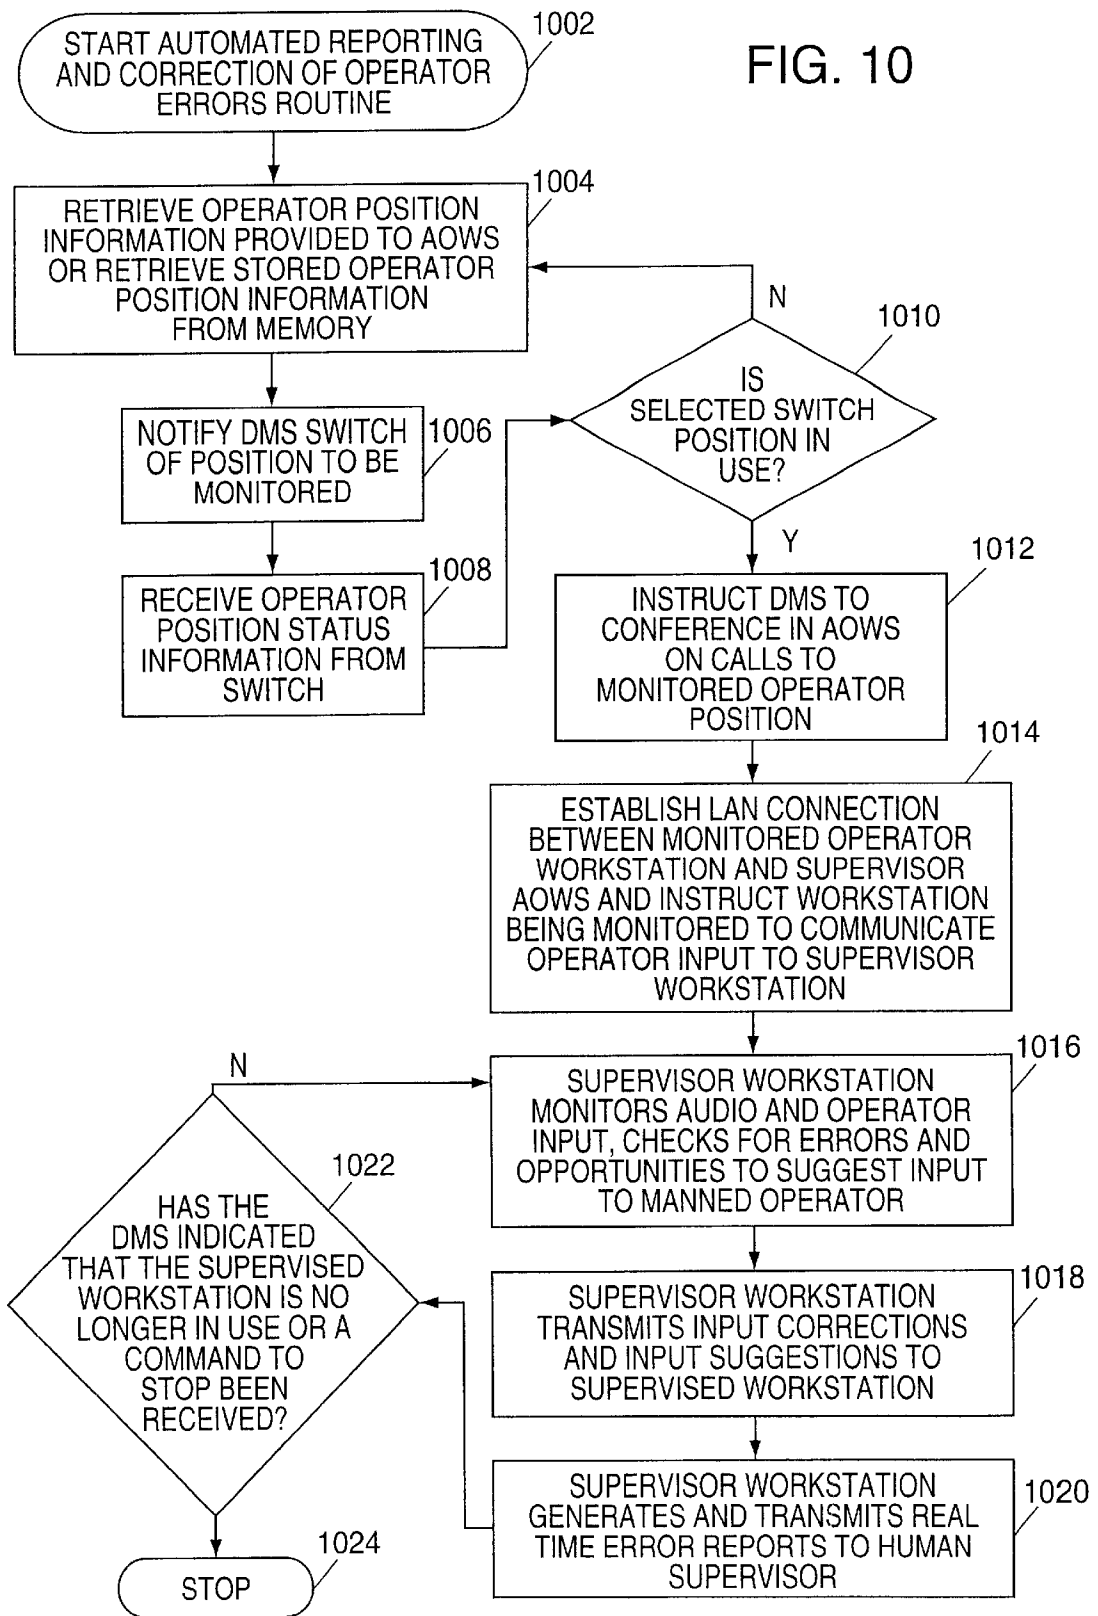 FIG. 10
1002
START AUTOMATED REPORTING
AND CORRECTION OF OPERATOR
ERRORS ROUTINE
1004
RETRIEVE OPERATOR POSITION
INFORMATION PROVIDED TO AOWS
OR RETRIEVE STORED OPERATOR
POSITION INFORMATION
FROM MEMORY
1006
NOTIFY DMS SWITCH
OF POSITION TO BE
MONITORED
1008
RECEIVE OPERATOR
POSITION STATUS
INFORMATION FROM
SWITCH
N
1010
IS
SELECTED SWITCH
POSITION IN
USE?
Y
1012
INSTRUCT DMS TO
CONFERENCE IN AOWS
ON CALLS TO
MONITORED OPERATOR
POSITION
1014
ESTABLISH LAN CONNECTION
BETWEEN MONITORED OPERATOR
WORKSTATION AND SUPERVISOR
AOWS AND INSTRUCT WORKSTATION
BEING MONITORED TO COMMUNICATE
OPERATOR INPUT TO SUPERVISOR
WORKSTATION
1016
SUPERVISOR WORKSTATION
MONITORS AUDIO AND OPERATOR
INPUT, CHECKS FOR ERRORS AND
OPPORTUNITIES TO SUGGEST INPUT
TO MANNED OPERATOR
1018
SUPERVISOR WORKSTATION
TRANSMITS INPUT CORRECTIONS
AND INPUT SUGGESTIONS TO
SUPERVISED WORKSTATION
1020
SUPERVISOR WORKSTATION
GENERATES AND TRANSMITS REAL
TIME ERROR REPORTS TO HUMAN
SUPERVISOR
N
1022
HAS THE
DMS INDICATED
THAT THE SUPERVISED
WORKSTATION IS NO
LONGER IN USE OR A
COMMAND TO
STOP BEEN
RECEIVED?
1024
STOP